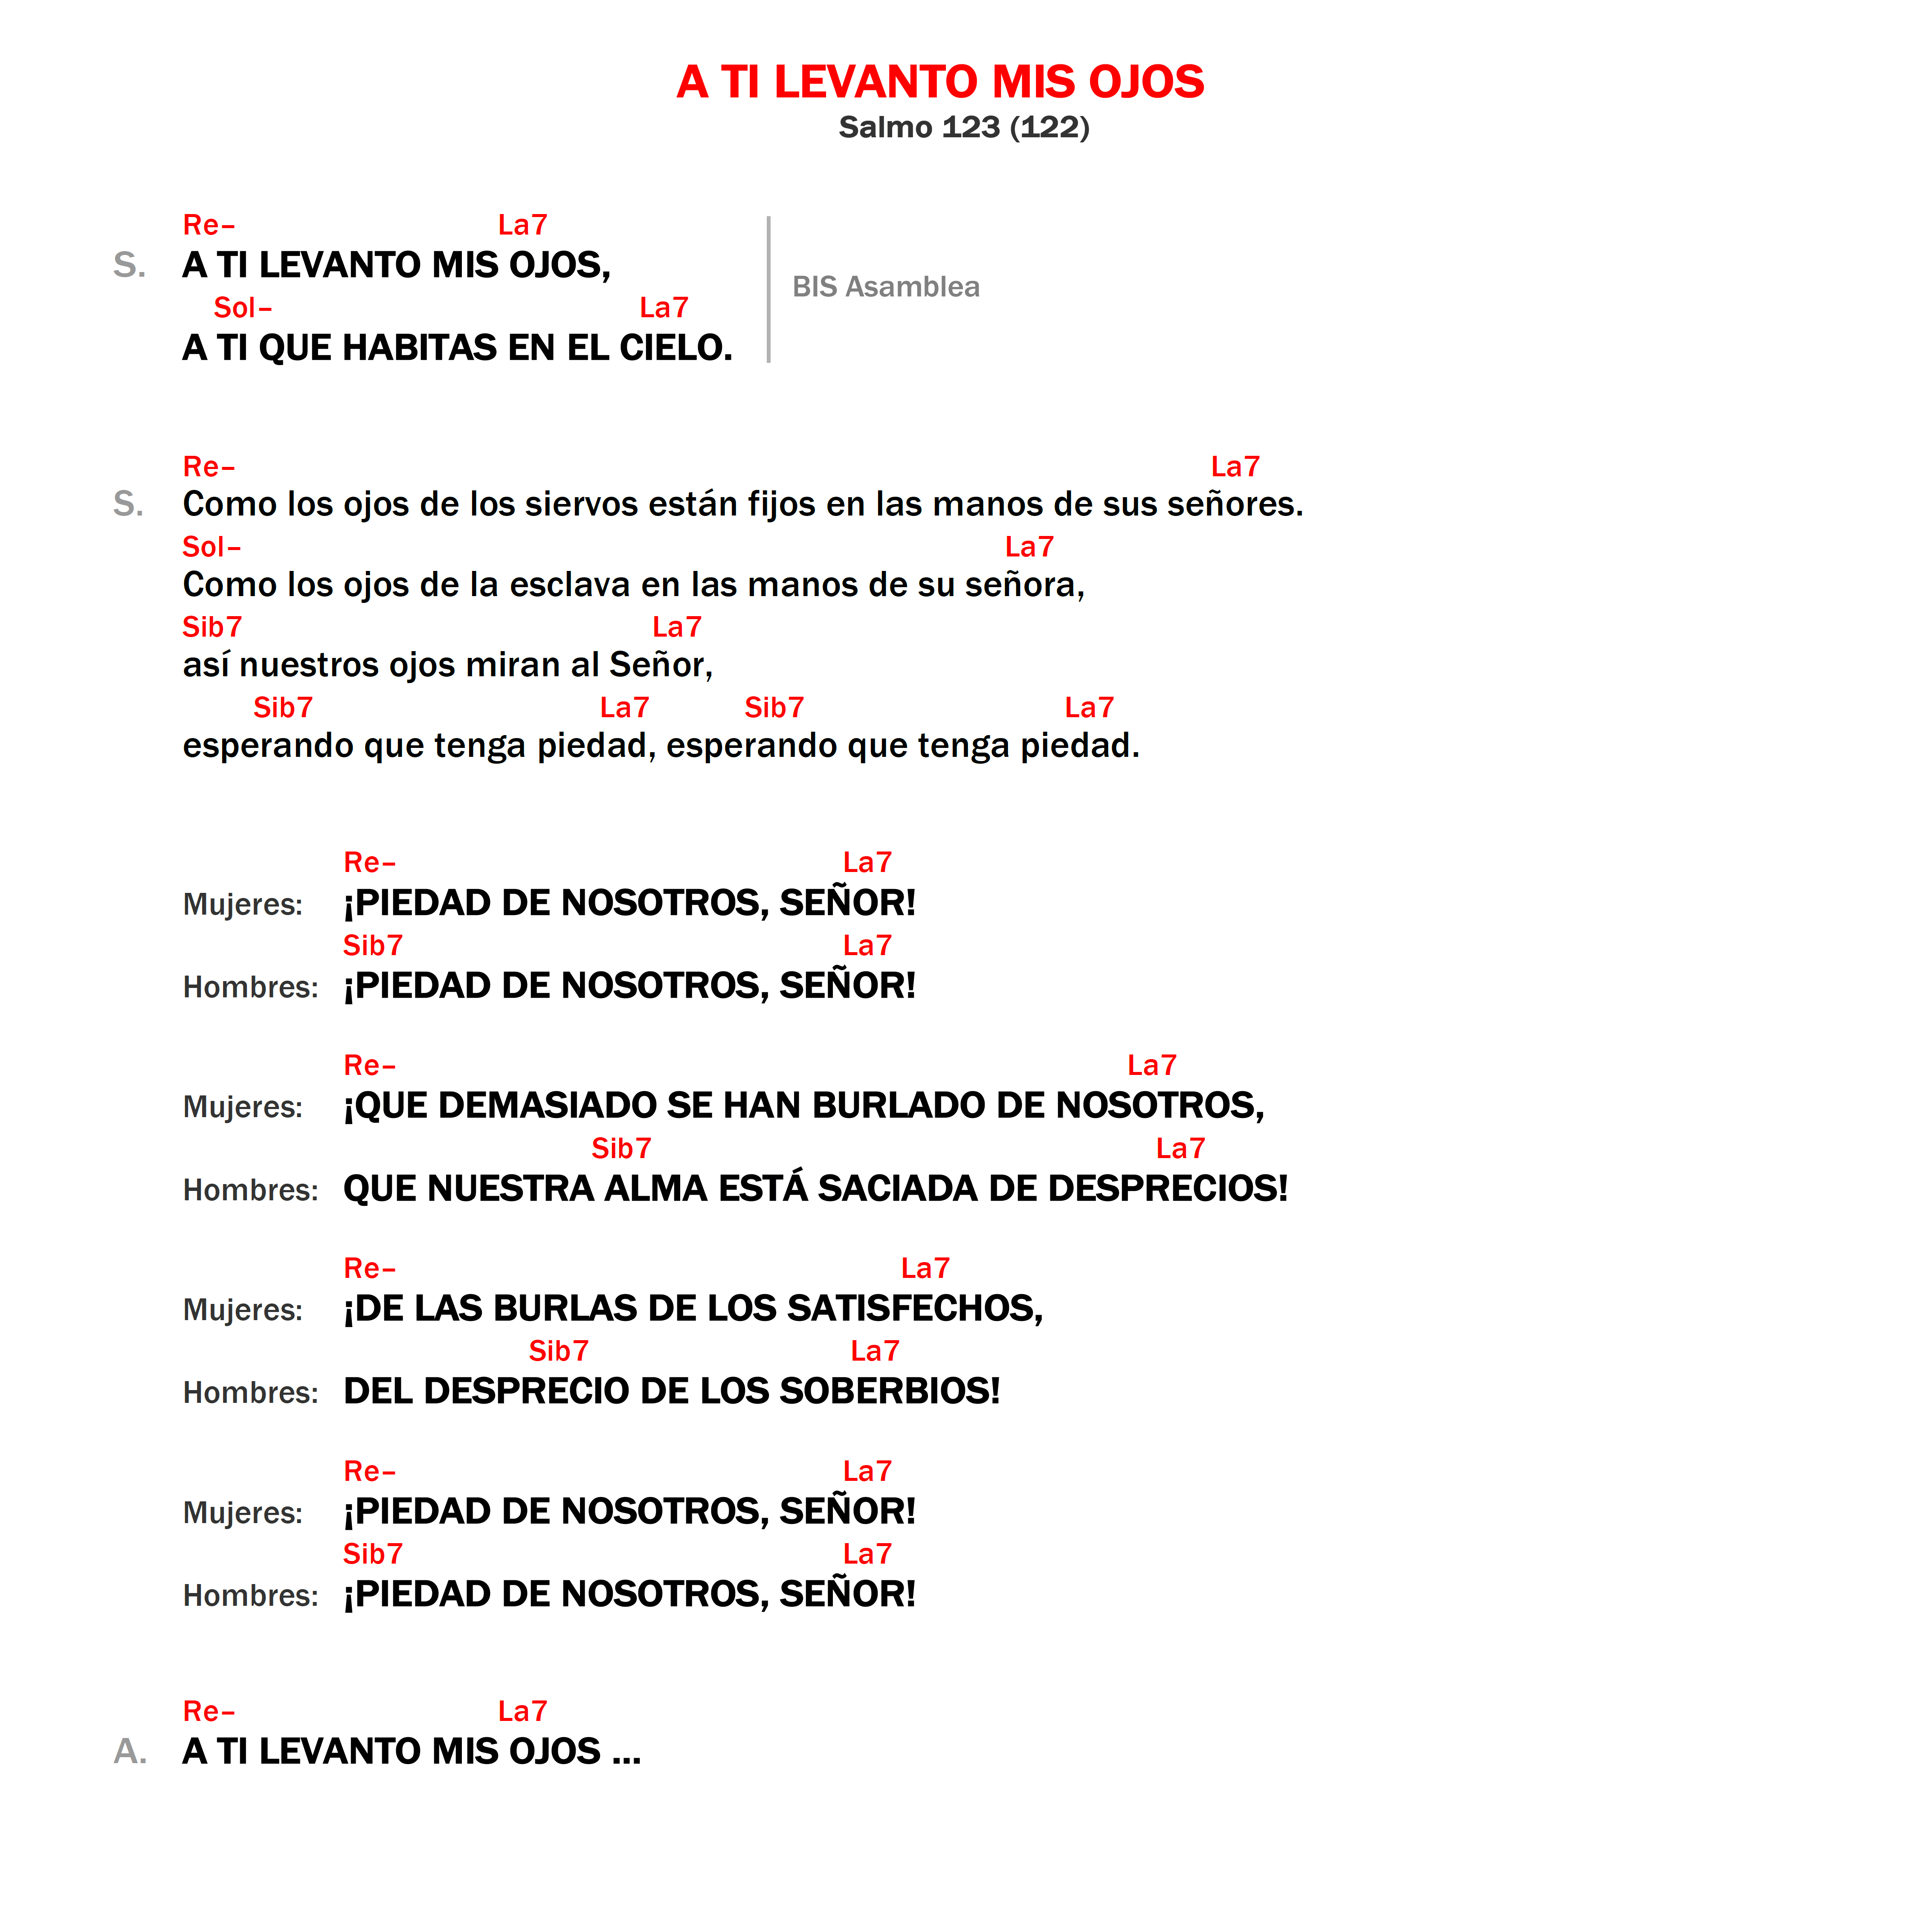 A TI LEVANTO MIS OJOS
Salmo 123 (122)
Re– La7
S. A TI LEVANTO MIS OJOS,
BIS Asamblea
Sol– La7
A TI QUE HABITAS EN EL CIELO.
Re– La7
S. Como los ojos de los siervos están fijos en las manos de sus señores.
Sol– La7
Como los ojos de la esclava en las manos de su señora,
Sib7 La7
así nuestros ojos miran al Señor,
Sib7 La7 Sib7 La7
esperando que tenga piedad, esperando que tenga piedad.
Re– La7
Mujeres: ¡PIEDAD DE NOSOTROS, SEÑOR!
Sib7 La7
Hombres: ¡PIEDAD DE NOSOTROS, SEÑOR!
Re– La7
Mujeres: ¡QUE DEMASIADO SE HAN BURLADO DE NOSOTROS,
Sib7 La7
Hombres: QUE NUESTRA ALMA ESTÁ SACIADA DE DESPRECIOS!
Re– La7
Mujeres: ¡DE LAS BURLAS DE LOS SATISFECHOS,
Sib7 La7
Hombres: DEL DESPRECIO DE LOS SOBERBIOS!
Re– La7
Mujeres: ¡PIEDAD DE NOSOTROS, SEÑOR!
Sib7 La7
Hombres: ¡PIEDAD DE NOSOTROS, SEÑOR!
Re– La7
A. A TI LEVANTO MIS OJOS ...